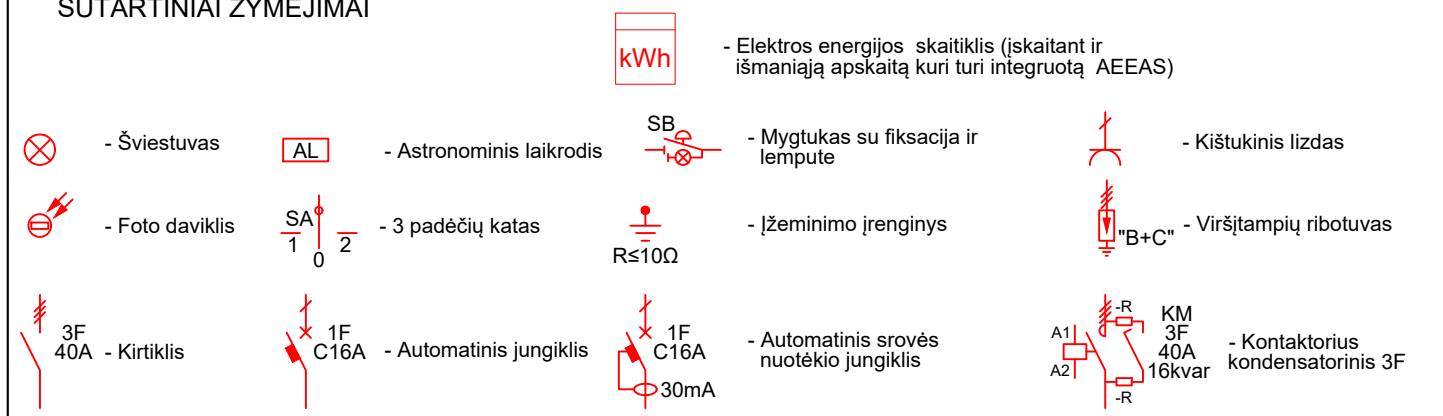 SUTARTINIAI ŽYMĖJIMAI
kWh
- Elektros energijos skaitiklis (įskaitant ir
išmaniąją apskaitą kuri turi integruotą AEEAS)
- Šviestuvas
AL
- Astronominis laikrodis
SB
- Mygtukas su fiksacija ir
lempute
- Kištukinis lizdas
- Foto daviklis
SA
1
0
2
- 3 padėčių katas
R≤10Ω
- Įžeminimo įrenginys
"B+C"
- Viršįtampių ribotuvas
3F
40A
- Kirtiklis
1F
C16A
- Automatinis jungiklis
1F
C16A
30mA
- Automatinis srovės
nuotėkio jungiklis
A1
A2
-R
-R
KM
3F
40A
16kvar
- Kontaktorius
kondensatorinis 3F